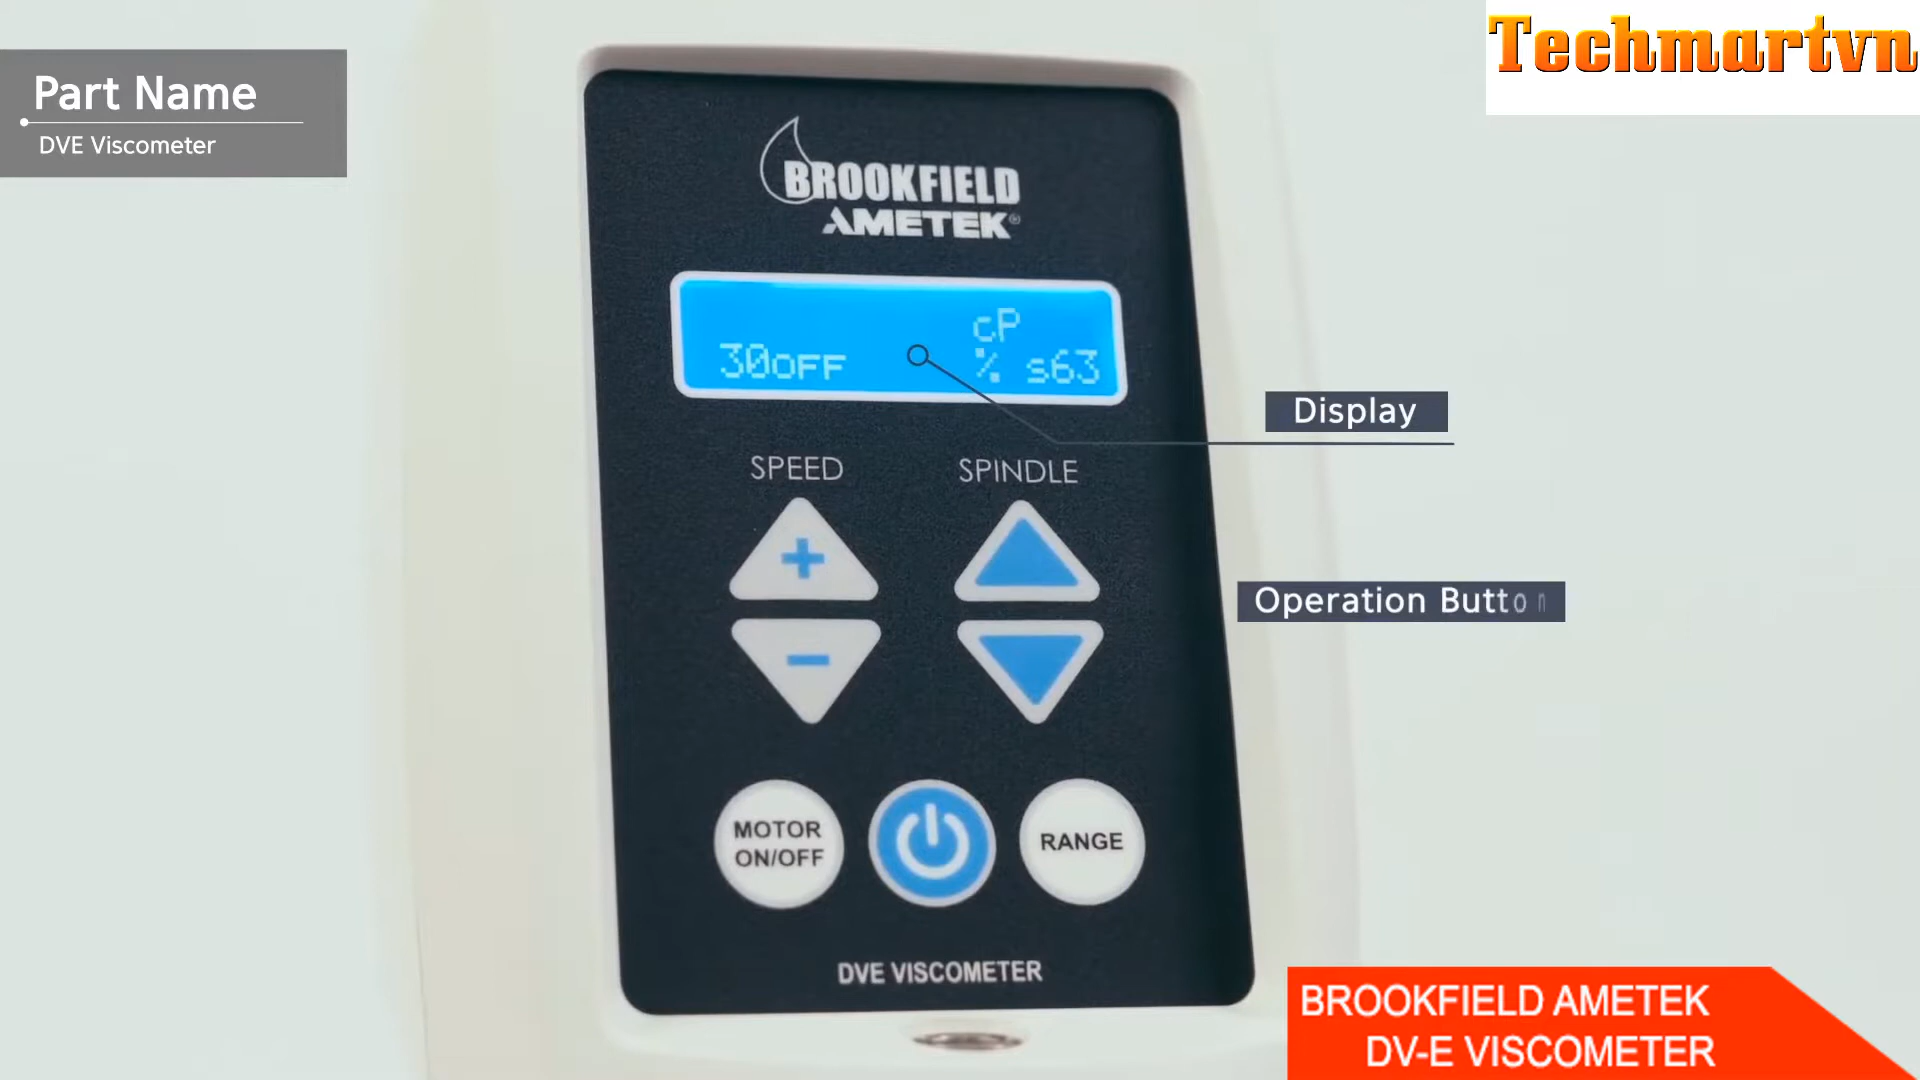 Techmartvn
Part Name
DVE Viscometer
BROOKFIELD
AMETEK®
cP
30OFF % s63
Display
SPEED SPINDLE
Operation Button
+
-
MOTOR
ON/OFF
RANGE
DVE VISCOMETER
BROOKFIELD AMETEK
DV-E VISCOMETER